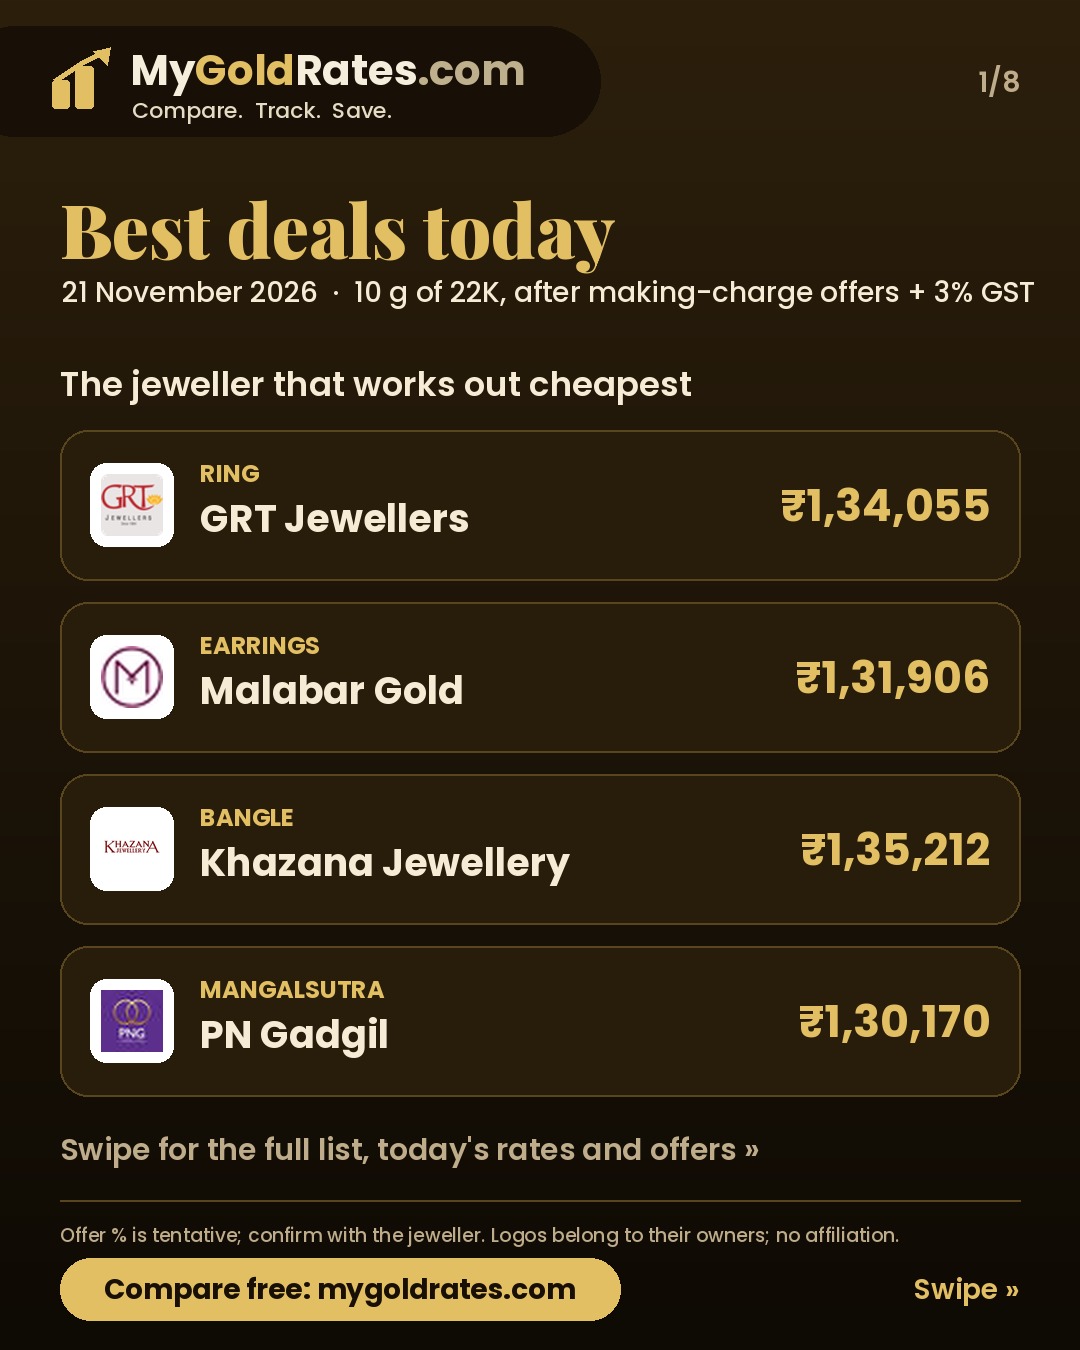 MyGoldRates.com
Compare. Track. Save.
1/8
Best deals today
21 November 2026 · 10 g of 22K, after making-charge offers + 3% GST
The jeweller that works out cheapest
GRT
JEWELLERS
RING
GRT Jewellers
₹1,34,055
M
EARRINGS
Malabar Gold
₹1,31,906
KHAZANA
JEWELLERY
BANGLE
Khazana Jewellery
₹1,35,212
PNG
MANGALSUTRA
PN Gadgil
₹1,30,170
Swipe for the full list, today's rates and offers »
Offer % is tentative; confirm with the jeweller. Logos belong to their owners; no affiliation.
Compare free: mygoldrates.com
Swipe »